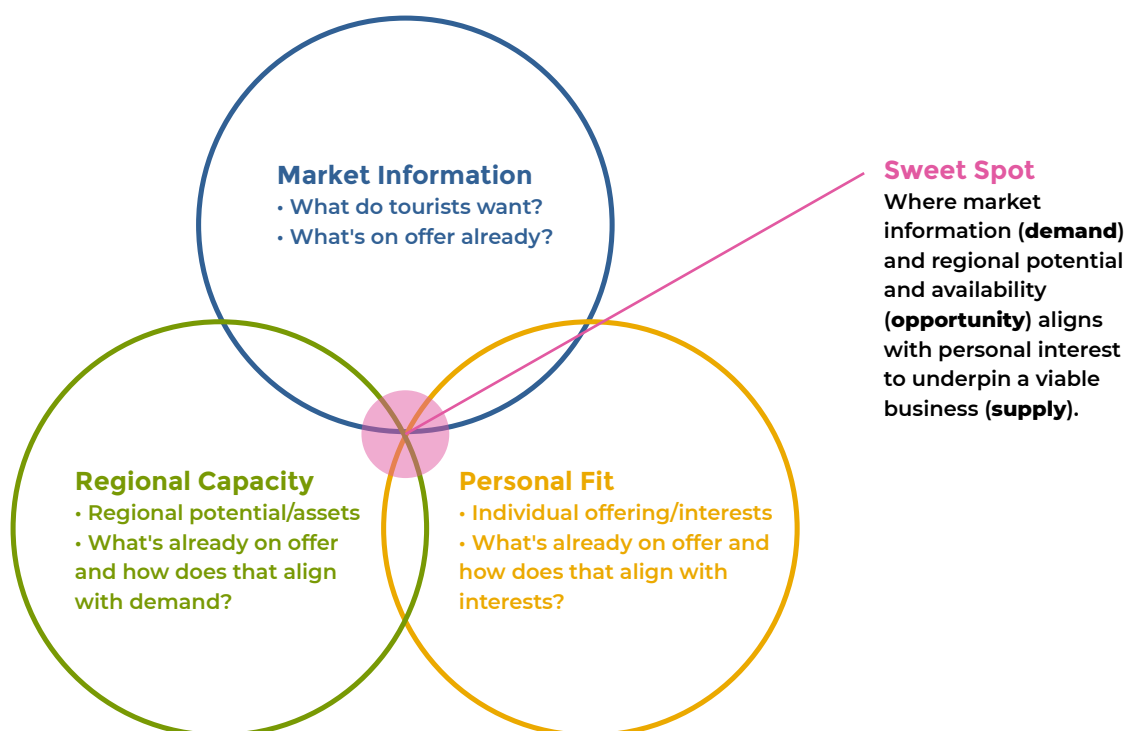 Market Information
• What do tourists want?
• What's on offer already?
Sweet Spot
Where market
information (demand)
and regional potential
and availability
(opportunity) aligns
with personal interest
to underpin a viable
business (supply).
Regional Capacity
• Regional potential/assets
• What's already on offer
and how does that align
with demand?
Personal Fit
• Individual offering/interests
• What's already on offer and
how does that align with
interests?